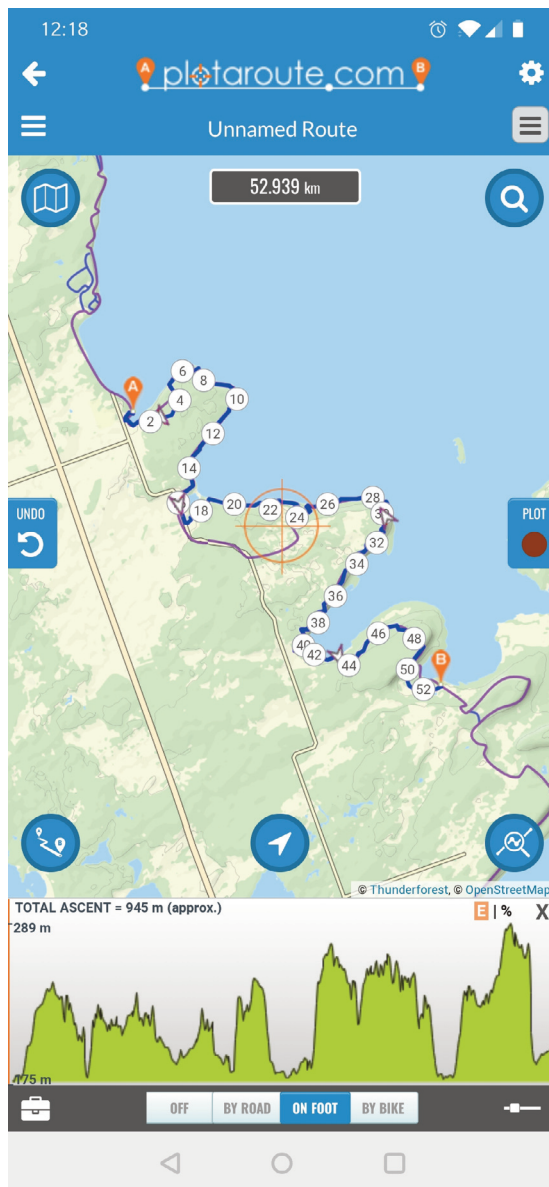 12:18
A plotaroute.com B
Unnamed Route
52.939 km
A
6
8
4
10
2
12
14
UNDO
PLOT
18
20
22
24
26
28
32
34
36
38
42
44
46
48
50
52
B
© Thunderforest, © OpenStreetMap
TOTAL ASCENT = 945 m (approx.)
E | % X
289 m
175 m
OFF BY ROAD ON FOOT BY BIKE